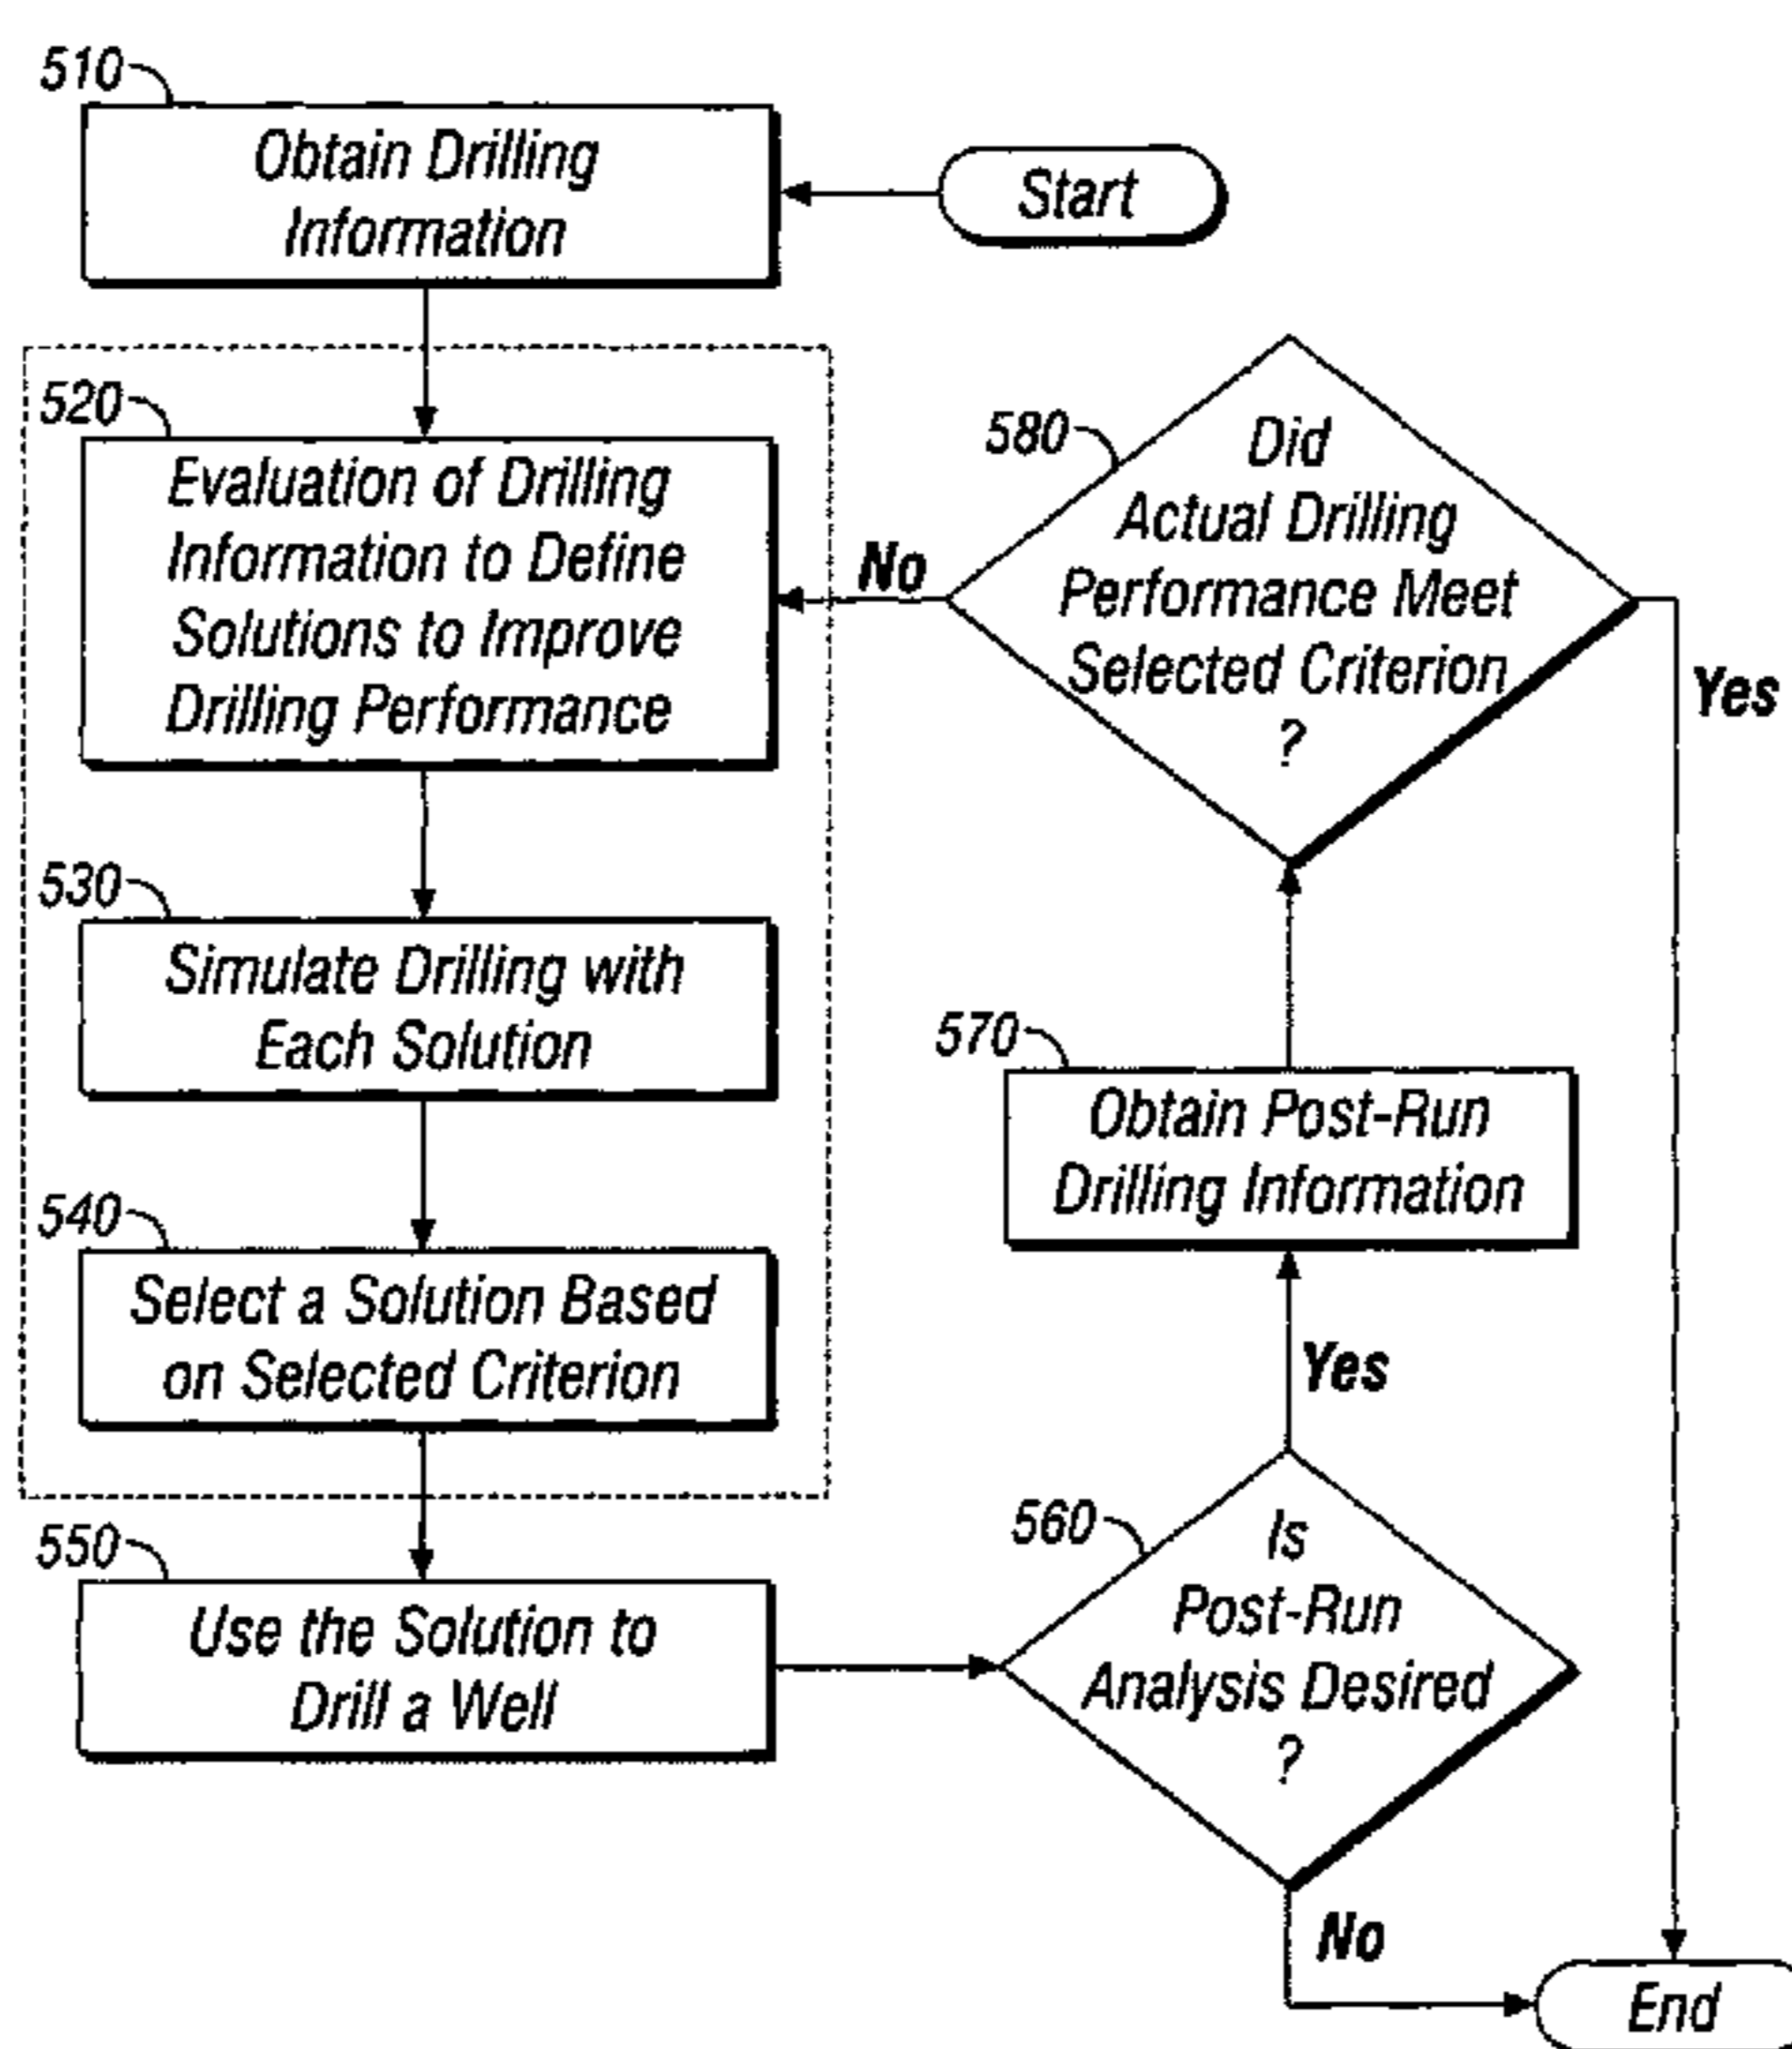 510
Obtain Drilling
Information
Start
520
Evaluation of Drilling
Information to Define
Solutions to Improve
Drilling Performance
No
580
Did
Actual Drilling
Performance Meet
Selected Criterion
?
Yes
530
Simulate Drilling with
Each Solution
570
Obtain Post-Run
Drilling Information
540
Select a Solution Based
on Selected Criterion
Yes
550
Use the Solution to
Drill a Well
560
Is
Post-Run
Analysis Desired
?
No
End